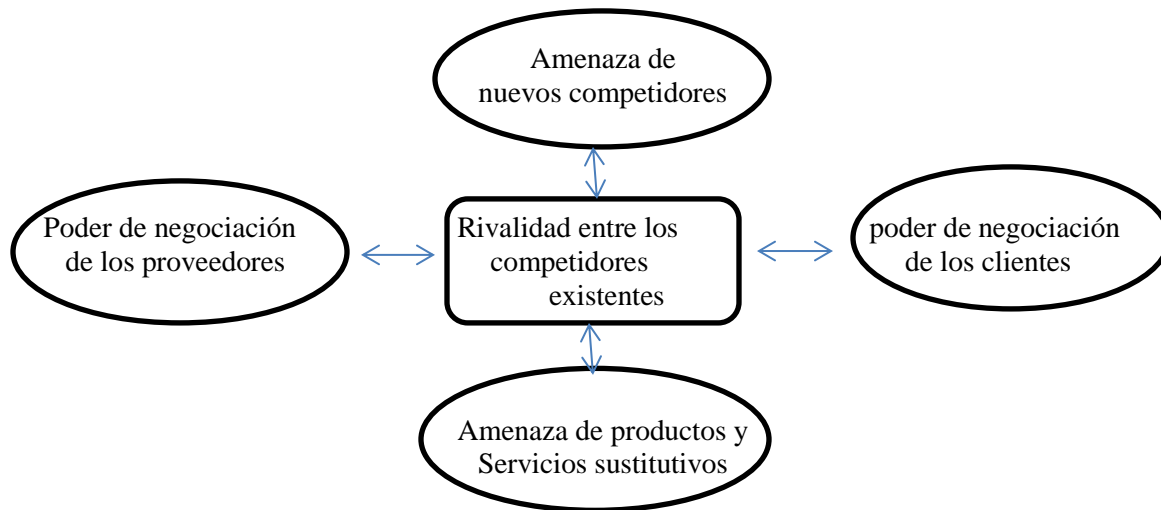 Amenaza de
nuevos competidores
Poder de negociación
de los proveedores
Rivalidad entre los
competidores
existentes
poder de negociación
de los clientes
Amenaza de productos y
Servicios sustitutivos